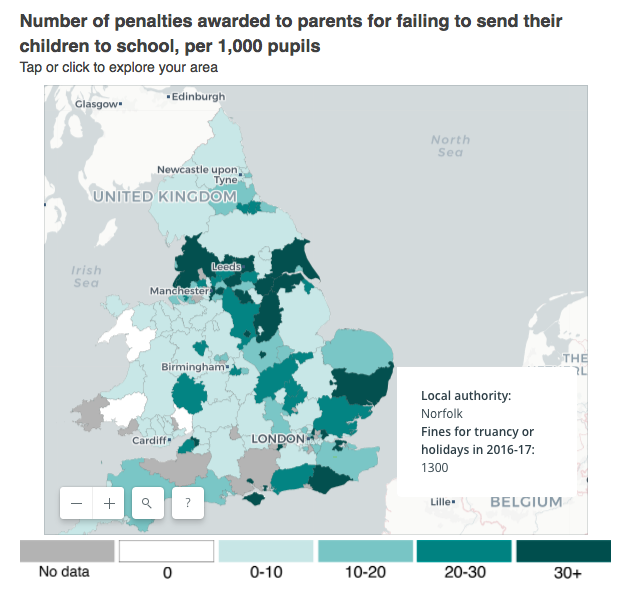 Number of penalties awarded to parents for failing to send their
children to school, per 1,000 pupils
Tap or click to explore your area
Edinburgh
Glasgow
North
Sea
Newcastle upon
Tyne
UNITED KINGDOM
Irish
Sea
Leeds
Manchester
THE
Birmingham
Local authority:
Norfolk
Fines for truancy or
holidays in 2016-17:
1300
Cardiff
LONDON
− + ?
Lille
BELGIUM
No data 0 0-10 10-20 20-30 30+